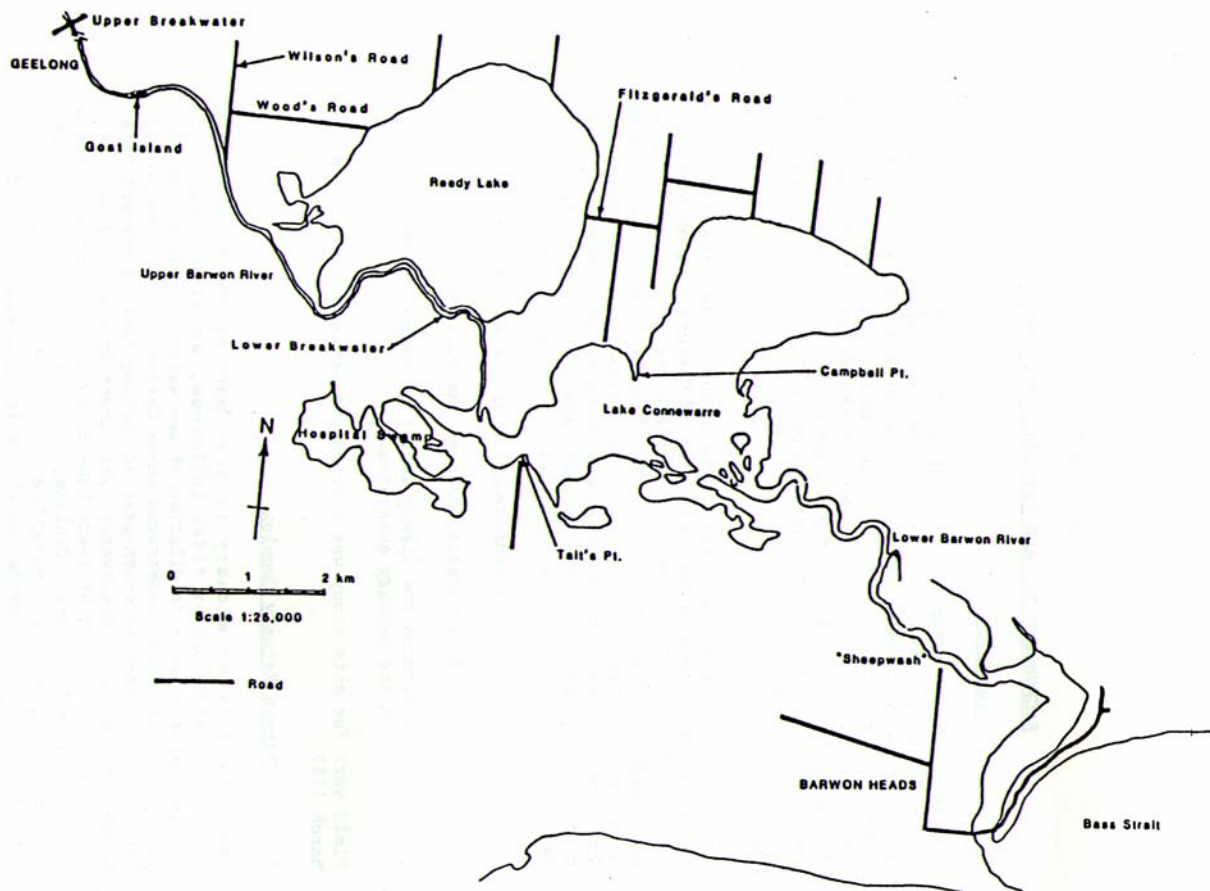 Upper Breakwater
GEELONG
Wilson's Road
Wood's Road
Fitzgerald's Road
Goat Island
Reedy Lake
Upper Barwon River
Lower Breakwater
Campbell Pt.
Lake Connewarre
N
Hospital Swamp
Tait's Pt.
Lower Barwon River
0 1 2 km
Scale 1:25,000
Road
"Sheepwash"
BARWON HEADS
Bass Strait